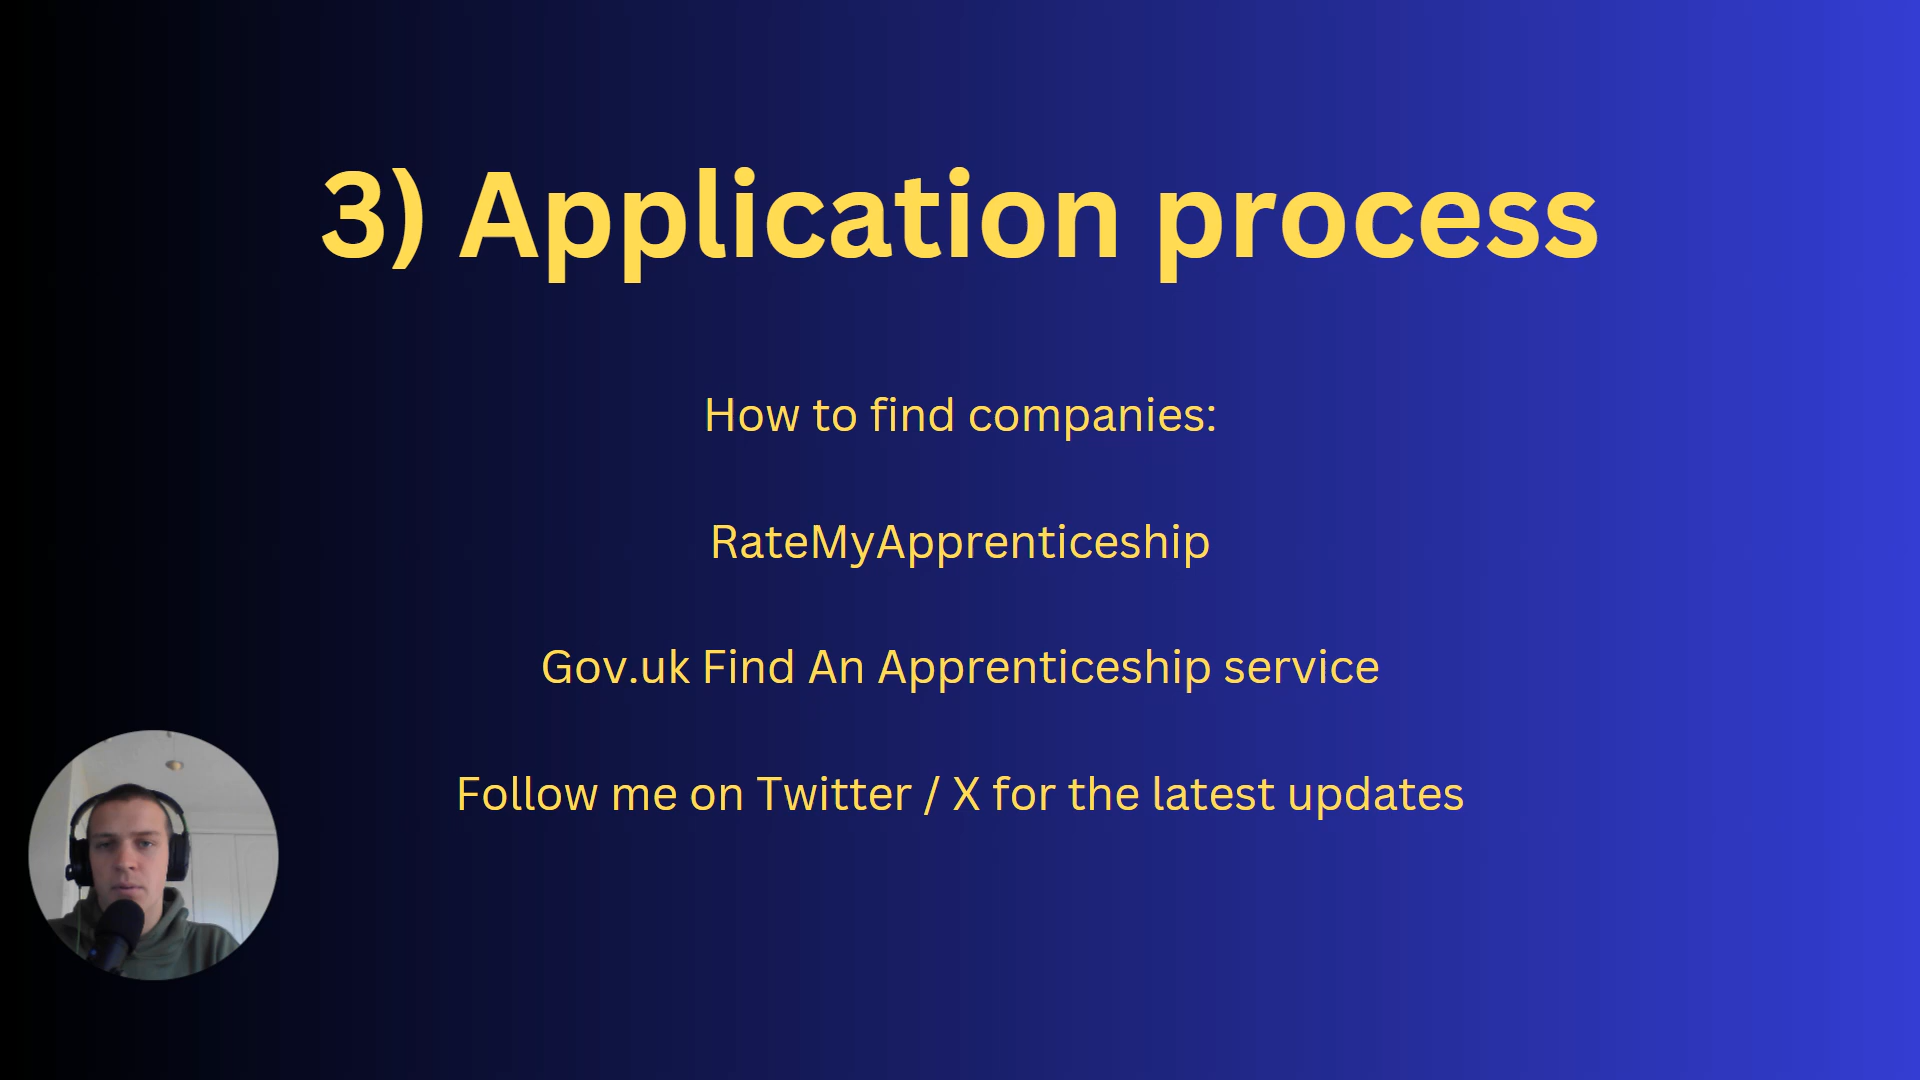 3) Application process
How to find companies:
RateMyApprenticeship
Gov.uk Find An Apprenticeship service
Follow me on Twitter / X for the latest updates